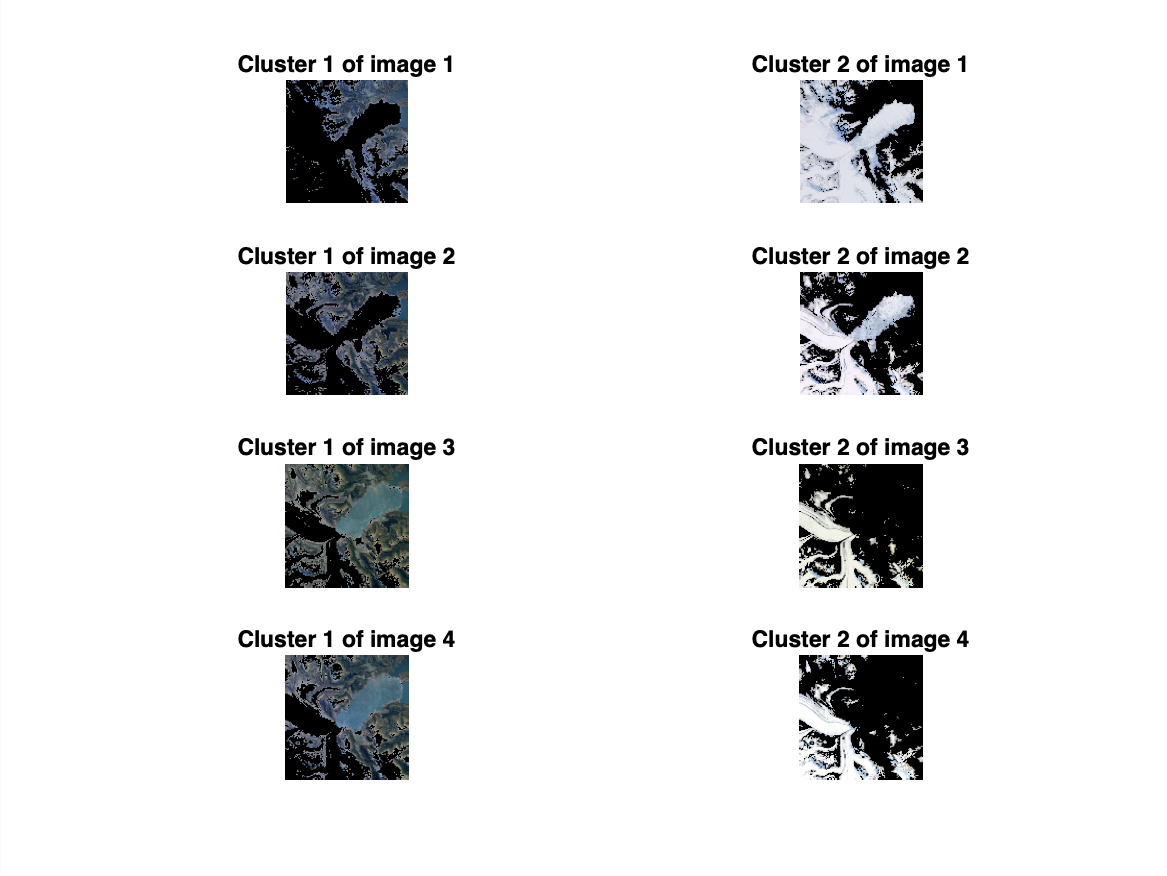 Cluster 1 of image 1
Cluster 2 of image 1
Cluster 1 of image 2
Cluster 2 of image 2
Cluster 1 of image 3
Cluster 2 of image 3
Cluster 1 of image 4
Cluster 2 of image 4